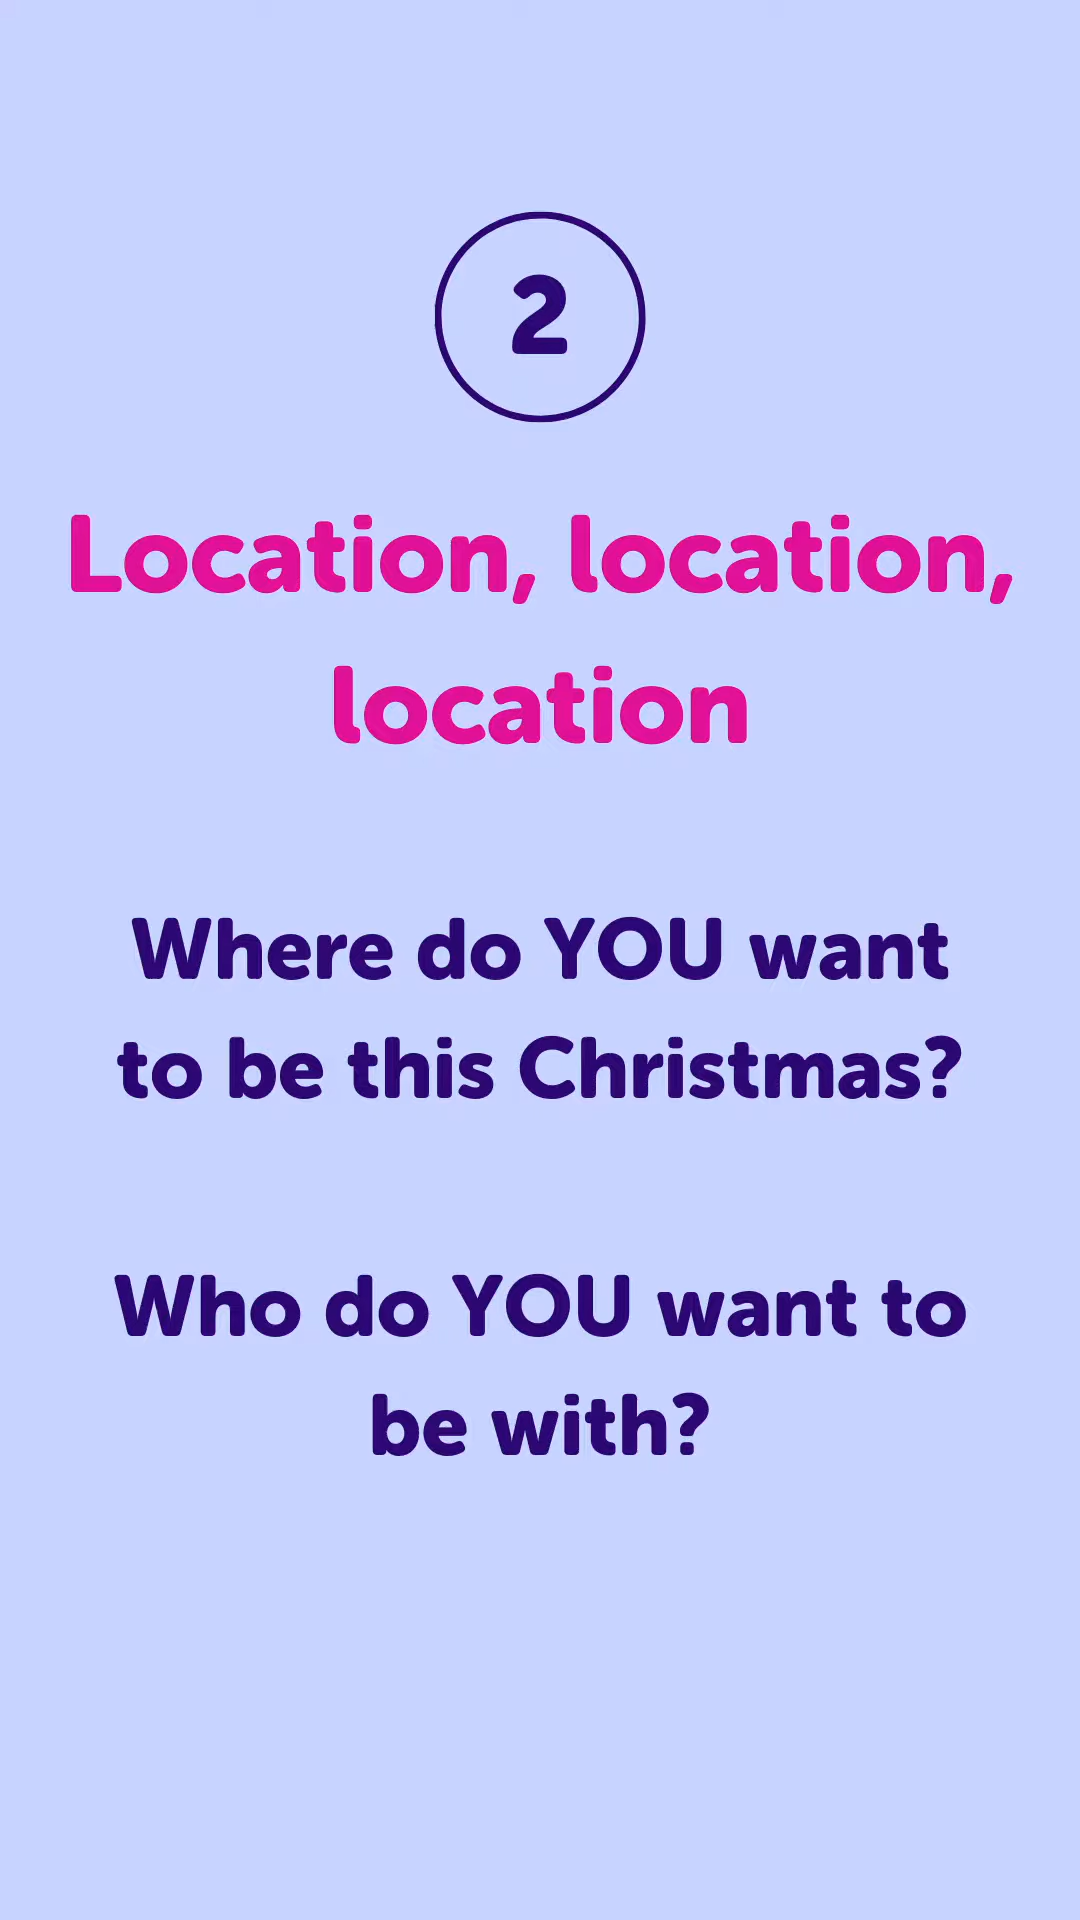 2
Location, location,
location
Where do YOU want
to be this Christmas?
Who do YOU want to
be with?